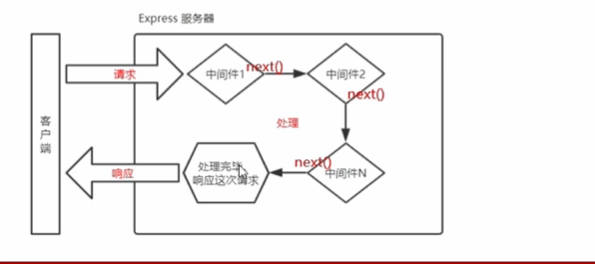 Express 服务器
客户端
请求
中间件1
next()
中间件2
next()
处理
中间件N
next()
处理完毕
响应这次请求
响应